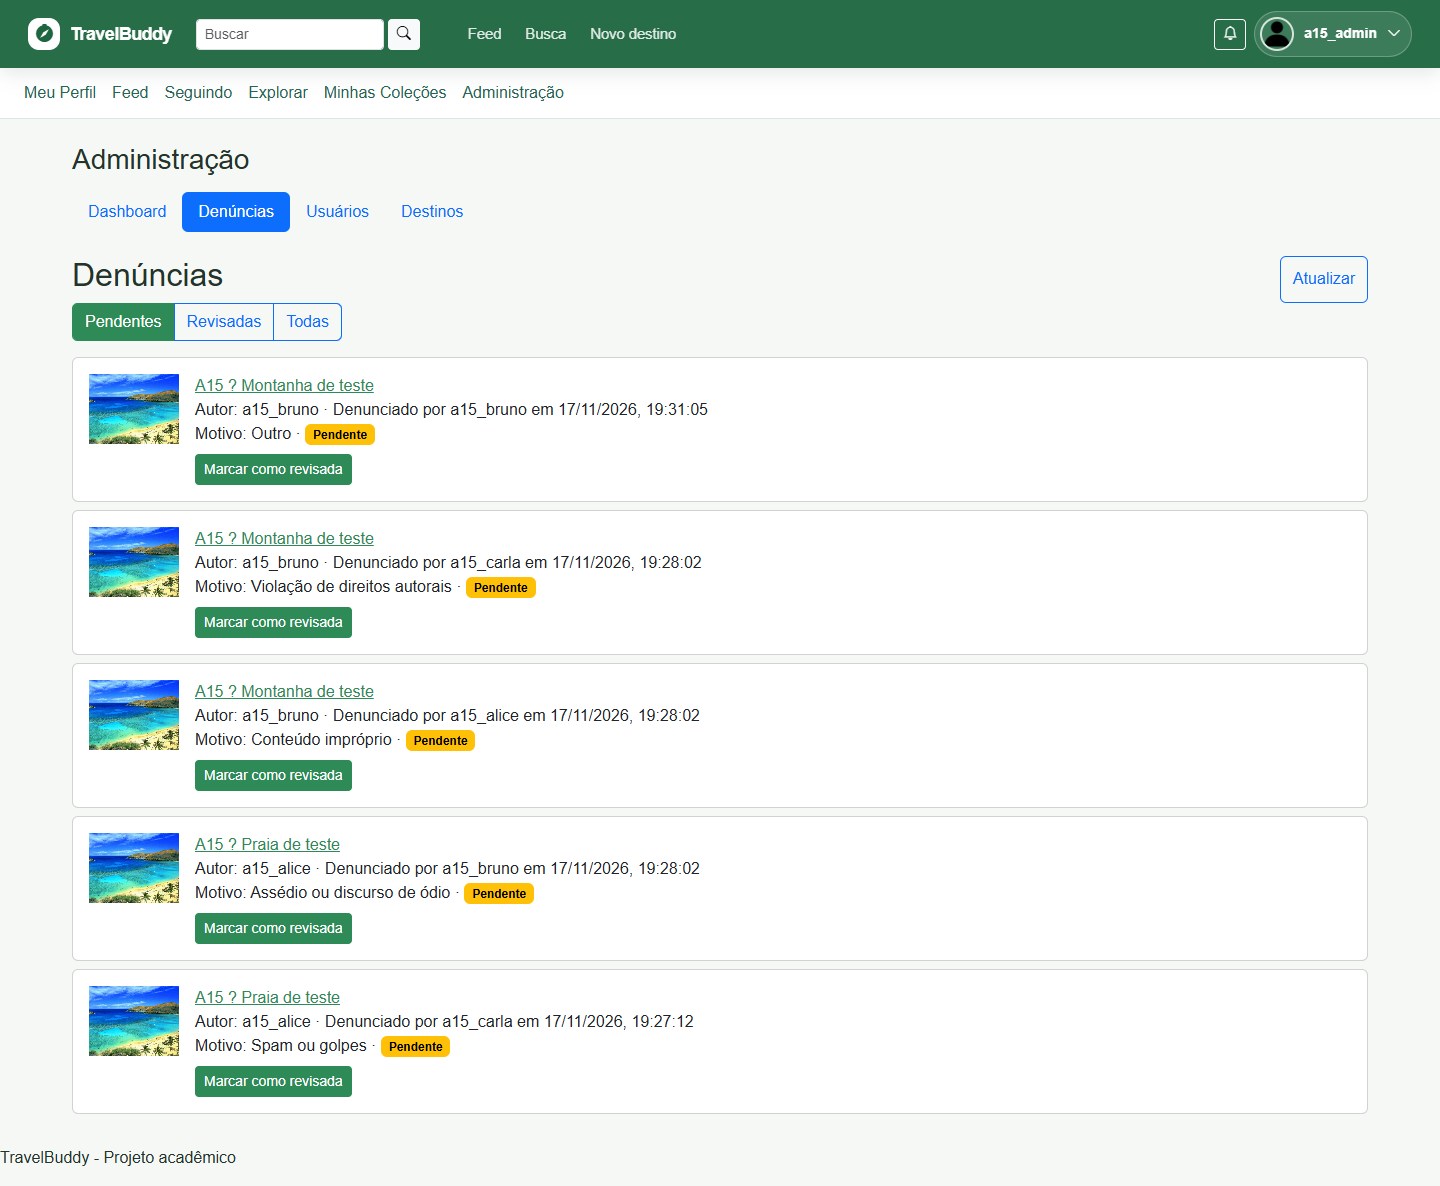 TravelBuddy
Buscar
Feed Busca Novo destino
a15_admin
Meu Perfil Feed Seguindo Explorar Minhas Coleções Administração
Administração
Dashboard Denúncias Usuários Destinos
Denúncias
Atualizar
Pendentes Revisadas Todas
A15 ? Montanha de teste
Autor: a15_bruno · Denunciado por a15_bruno em 17/11/2026, 19:31:05
Motivo: Outro · Pendente
Marcar como revisada
A15 ? Montanha de teste
Autor: a15_bruno · Denunciado por a15_carla em 17/11/2026, 19:28:02
Motivo: Violação de direitos autorais · Pendente
Marcar como revisada
A15 ? Montanha de teste
Autor: a15_bruno · Denunciado por a15_alice em 17/11/2026, 19:28:02
Motivo: Conteúdo impróprio · Pendente
Marcar como revisada
A15 ? Praia de teste
Autor: a15_alice · Denunciado por a15_bruno em 17/11/2026, 19:28:02
Motivo: Assédio ou discurso de ódio · Pendente
Marcar como revisada
A15 ? Praia de teste
Autor: a15_alice · Denunciado por a15_carla em 17/11/2026, 19:27:12
Motivo: Spam ou golpes · Pendente
Marcar como revisada
TravelBuddy - Projeto acadêmico